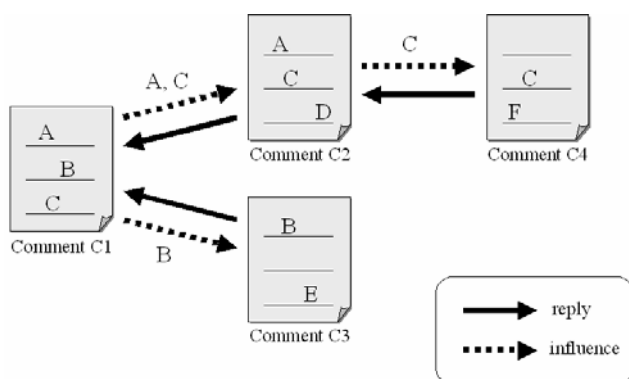 A
C
D
Comment C2
C
C
F
Comment C4
A, C
A
B
C
Comment C1
B
B
E
Comment C3
reply
influence